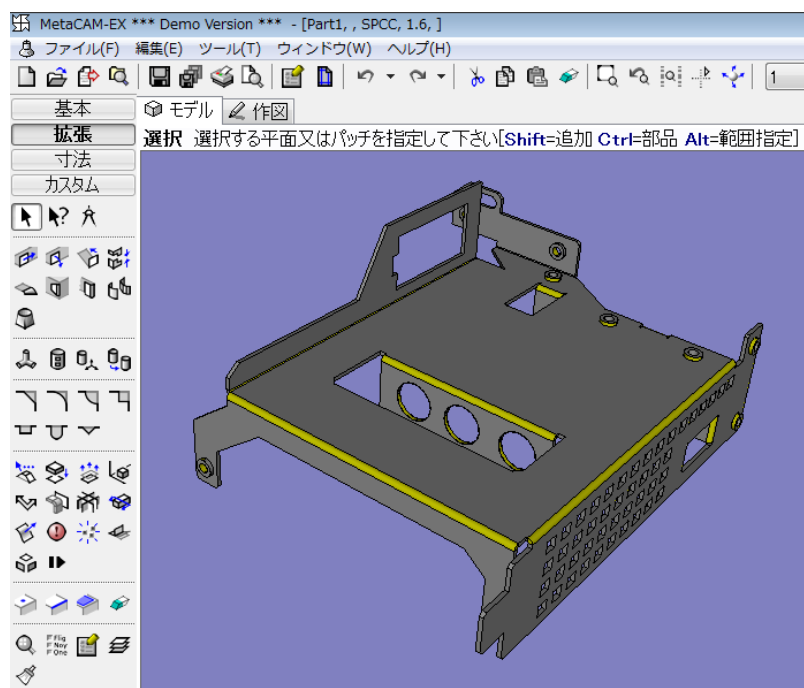 MetaCAM-EX *** Demo Version *** - [Part1, , SPCC, 1.6, ]
ファイル(F) 編集(E) ツール(T) ウィンドウ(W) ヘルプ(H)
1
基本
拡張
寸法
カスタム
モデル 作図
選択 選択する平面又はパッチを指定して下さい[Shift=追加 Ctrl=部品 Alt=範囲指定]